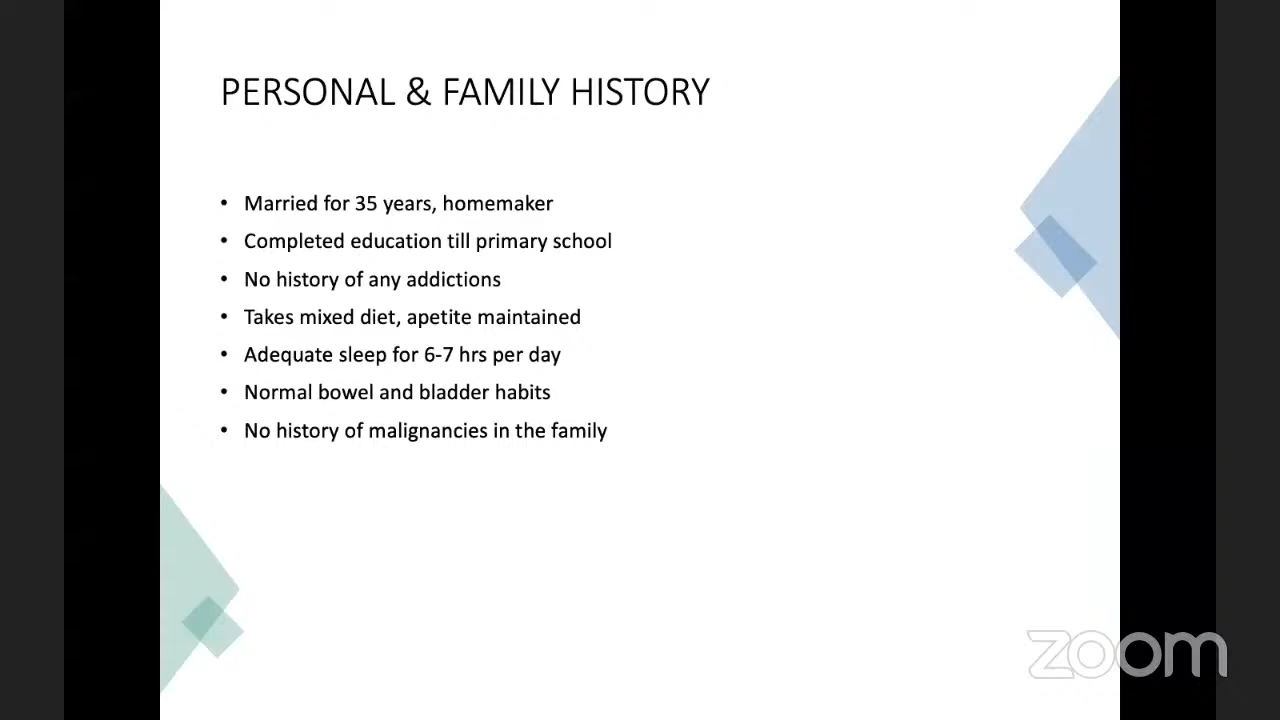 PERSONAL & FAMILY HISTORY
• Married for 35 years, homemaker
• Completed education till primary school
• No history of any addictions
• Takes mixed diet, apetite maintained
• Adequate sleep for 6-7 hrs per day
• Normal bowel and bladder habits
• No history of malignancies in the family
zoom